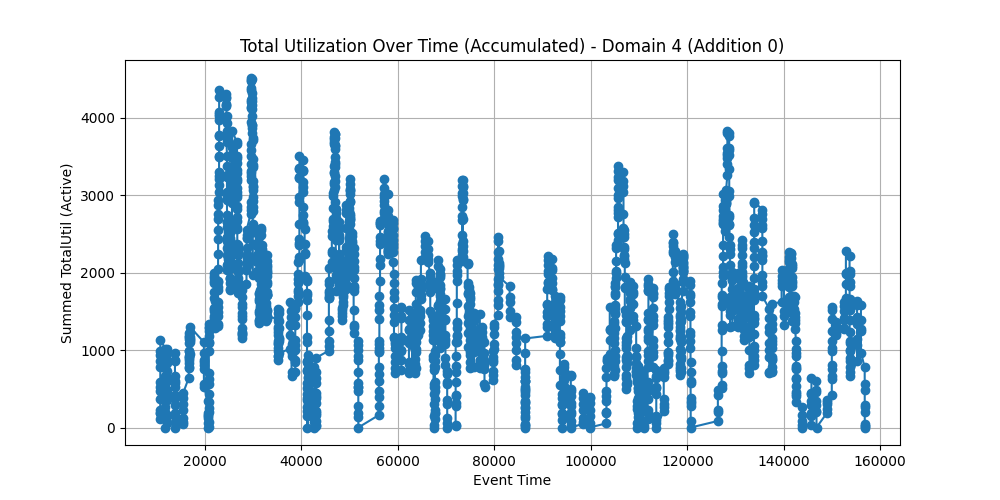 Total Utilization Over Time (Accumulated) - Domain 4 (Addition 0)
Summed TotalUtil (Active)
4000
3000
2000
1000
0
20000 40000 60000 80000 100000 120000 140000 160000
Event Time